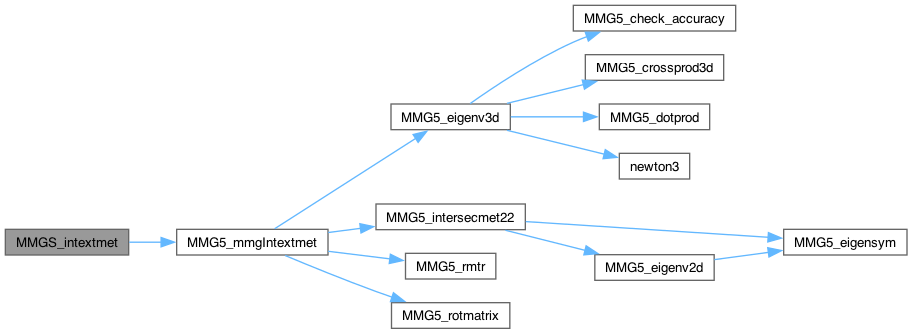 MMG5_check_accuracy
MMG5_crossprod3d
MMG5_eigenv3d
MMG5_dotprod
newton3
MMG5_intersecmet22
MMGS_intextmet
MMG5_mmgIntextmet
MMG5_eigensym
MMG5_rmtr
MMG5_eigenv2d
MMG5_rotmatrix